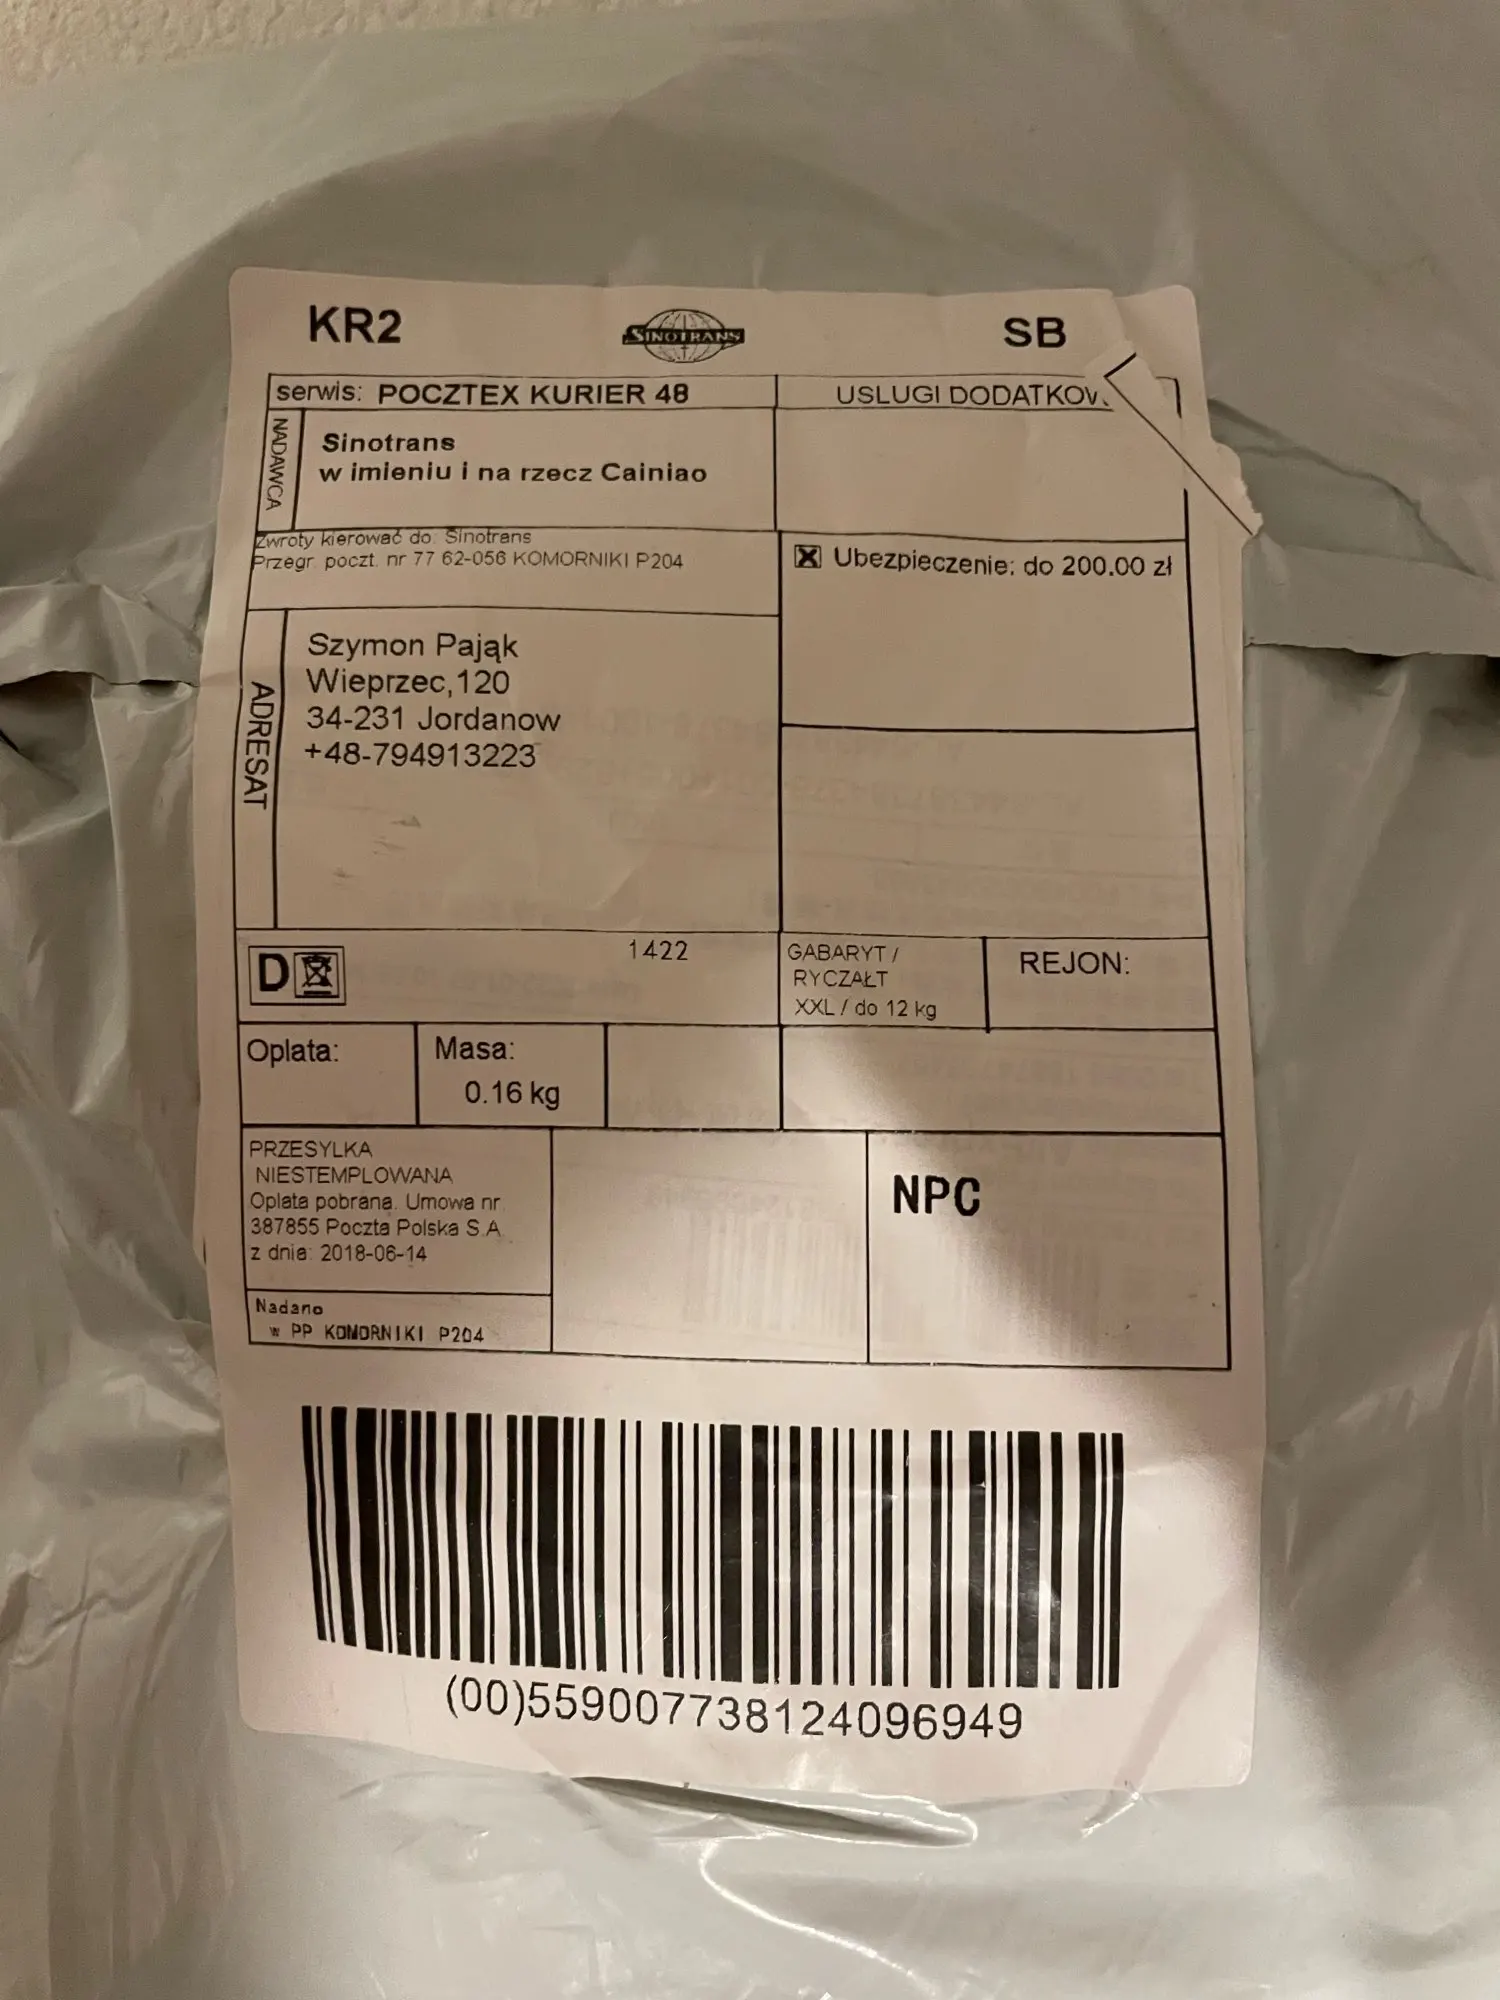 KR2
SINOTRANS
SB
serwis: POCZTEX KURIER 48
USLUGI DODATKOW
NADAWCA
Sinotrans
w imieniu i na rzecz Cainiao
Zwroty kierować do: Sinotrans
Przegr. poczt. nr 77 62-056 KOMORNIKI P204
Ubezpieczenie: do 200.00 zł
ADRESAT
Szymon Pająk
Wieprzec,120
34-231 Jordanow
+48-794913223
D
1422
GABARYT /
RYCZAŁT
XXL / do 12 kg
REJON:
Oplata:
Masa:
0.16 kg
PRZESYLKA
NIESTEMPLOWANA
Oplata pobrana. Umowa nr
387855 Poczta Polska S.A.
z dnia: 2018-06-14
NPC
Nadano
w PP KOMORNIKI P204
(00)559007738124096949